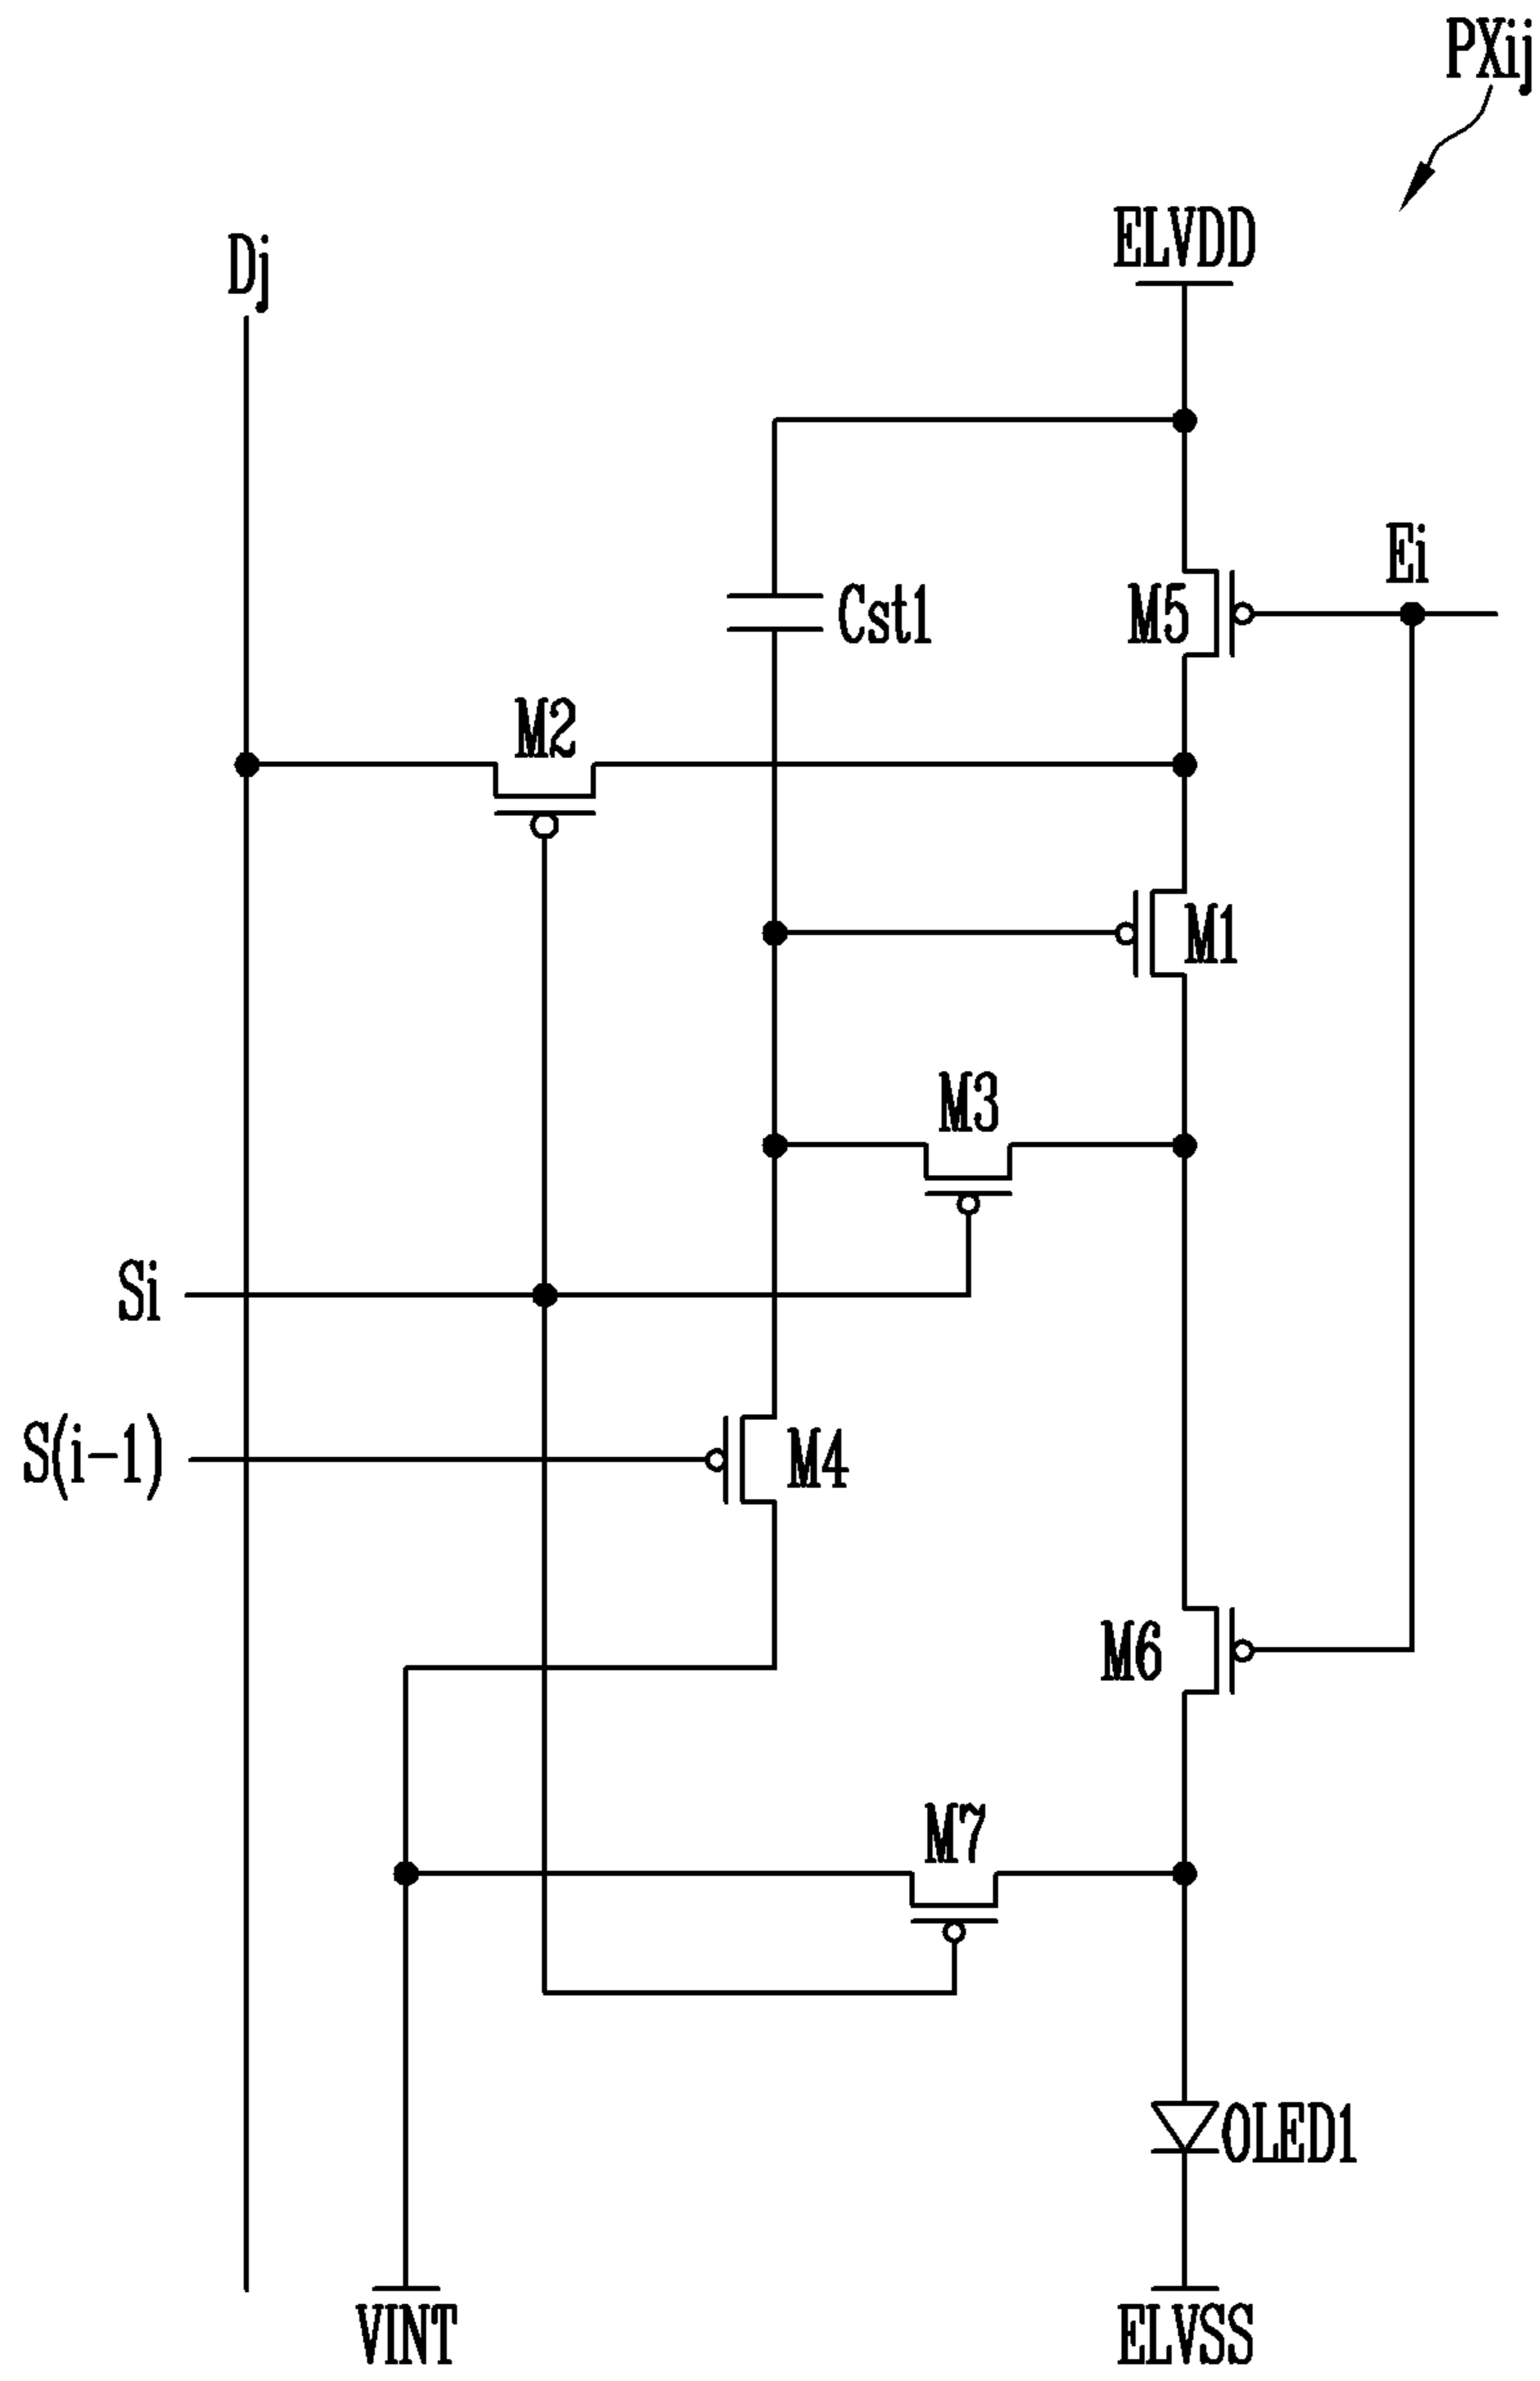 PXij
ELVDD
Dj
Ei
Cst1
M5
M2
M1
M3
Si
S(i-1)
M4
M6
M7
OLED1
VINT
ELVSS